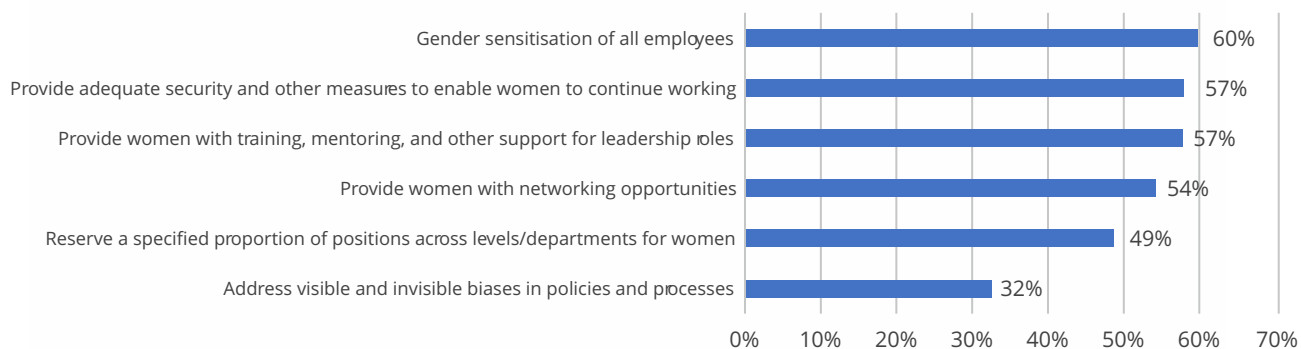 Gender sensitisation of all employees 60%
Provide adequate security and other measures to enable women to continue working 57%
Provide women with training, mentoring, and other support for leadership roles 57%
Provide women with networking opportunities 54%
Reserve a specified proportion of positions across levels/departments for women 49%
Address visible and invisible biases in policies and processes 32%
0% 10% 20% 30% 40% 50% 60% 70%